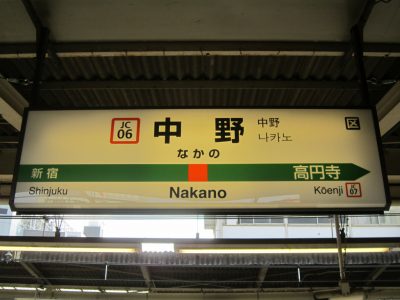 JC
06
中野
中野
나카노
区
なかの
新宿
高円寺
Shinjuku
Nakano
Kōenji
JC
07